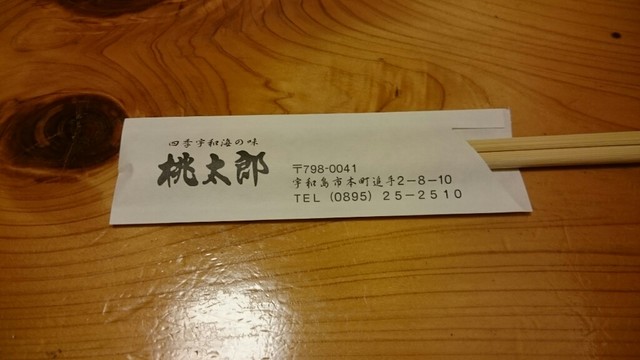 四季宇和海の味
桃太郎
〒798-0041
宇和島市本町追手2-8-10
TEL (0895) 25-2510